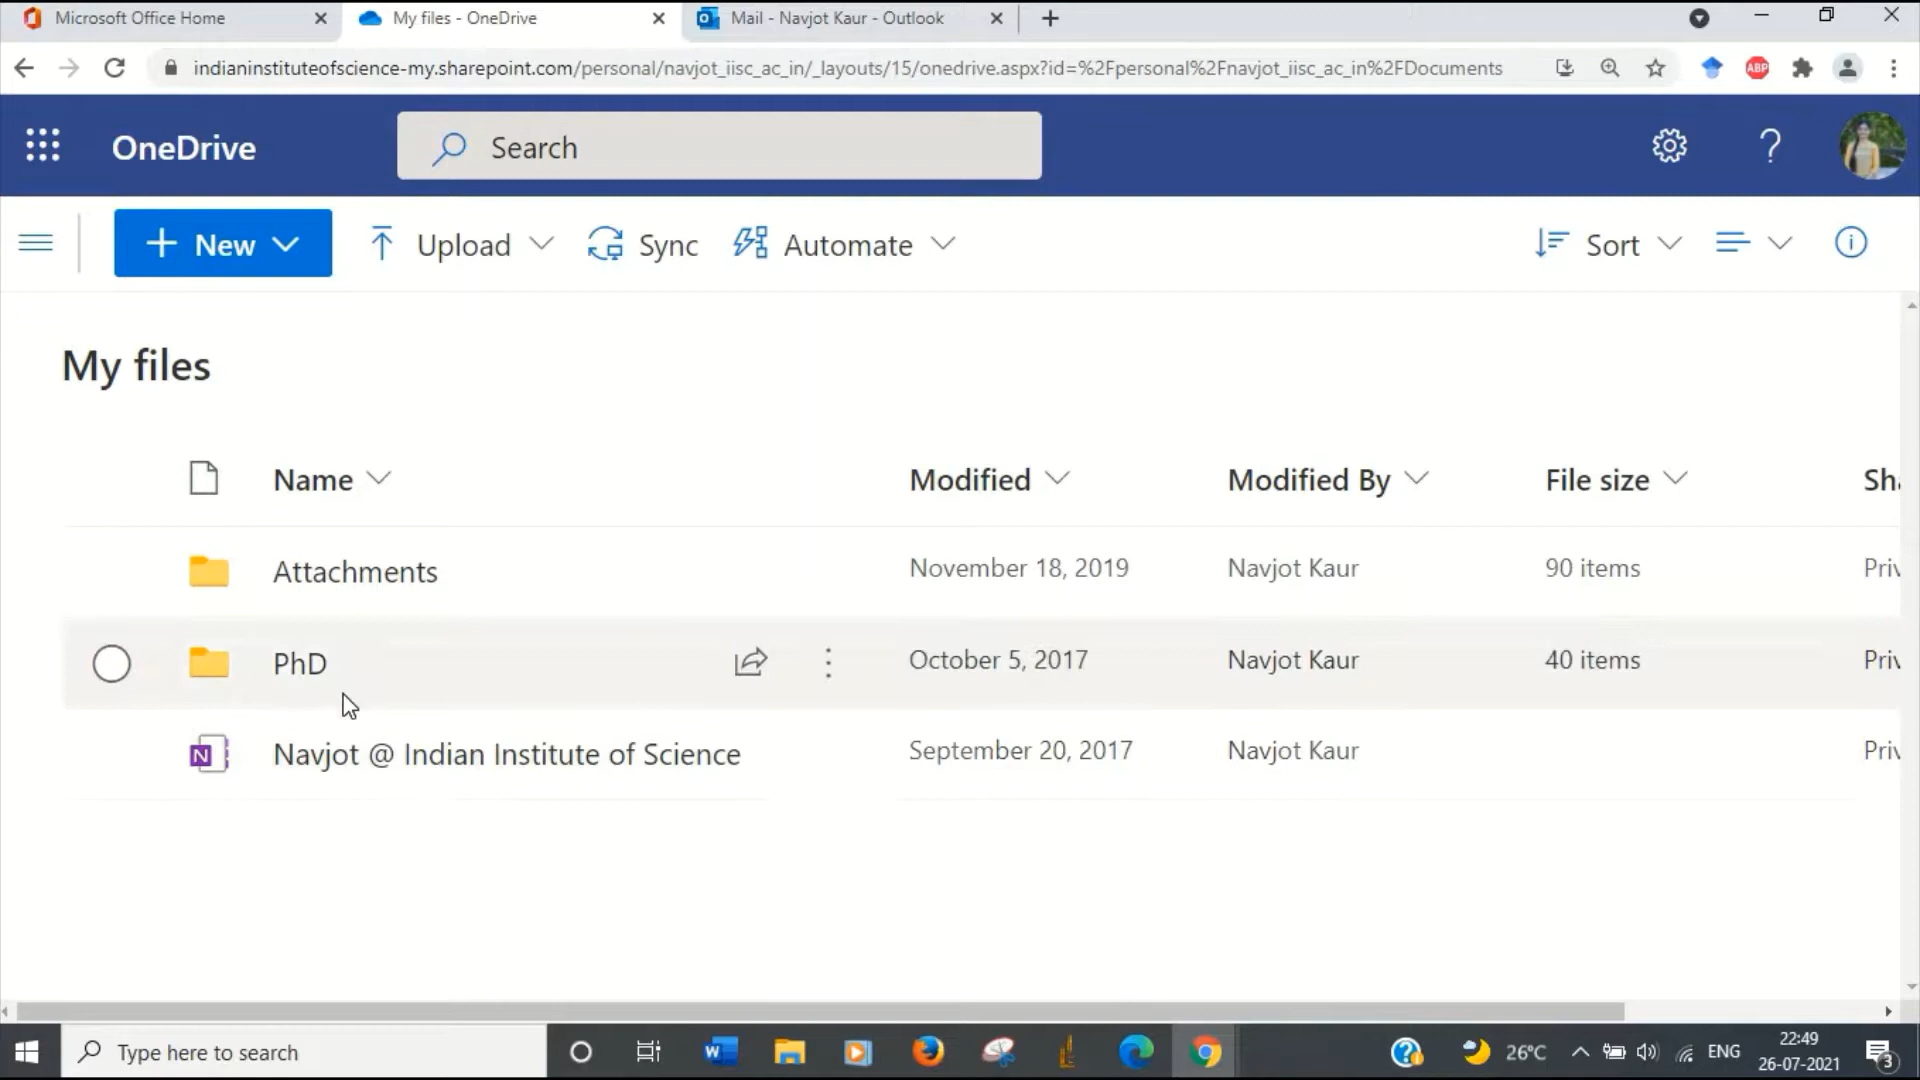 Microsoft Office Home
My files - OneDrive
Mail - Navjot Kaur - Outlook
indianinstituteofscience-my.sharepoint.com/personal/navjot_iisc_ac_in/_layouts/15/onedrive.aspx?id=%2Fpersonal%2Fnavjot_iisc_ac_in%2FDocuments
ABP
OneDrive
Search
New
Upload
Sync
Automate
Sort
My files
Name
Modified
Modified By
File size
Sha
Attachments
November 18, 2019
Navjot Kaur
90 items
Priv
PhD
October 5, 2017
Navjot Kaur
40 items
Priv
N
Navjot @ Indian Institute of Science
September 20, 2017
Navjot Kaur
Priv
Type here to search
26°C
ENG
22:49
26-07-2021
3